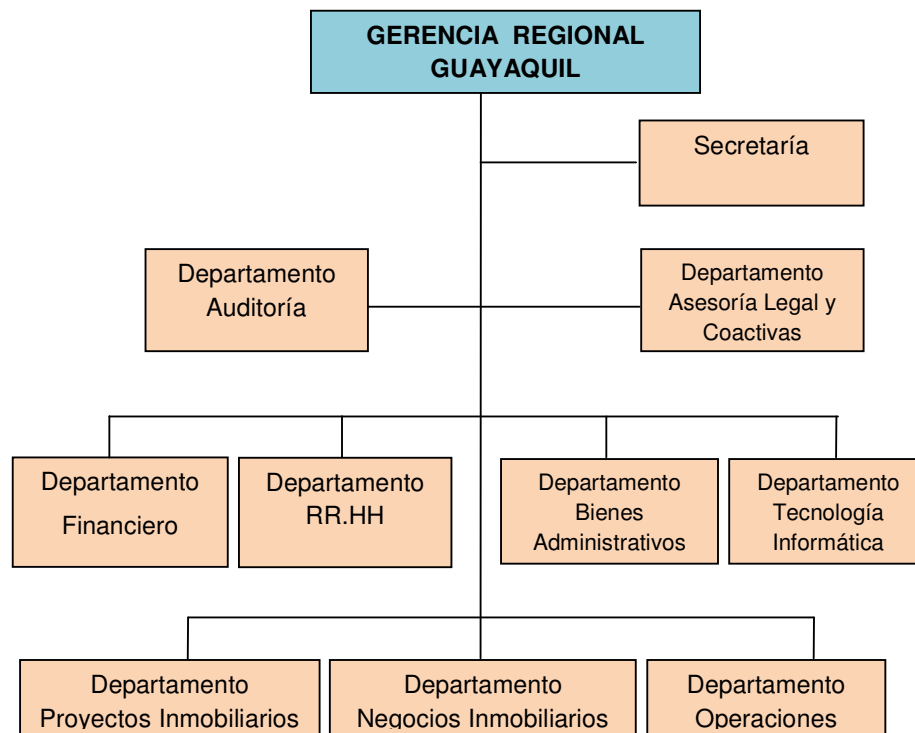 GERENCIA REGIONAL
GUAYAQUIL
Secretaría
Departamento
Auditoría
Departamento
Asesoría Legal y
Coactivas
Departamento
Financiero
Departamento
RR.HH
Departamento
Bienes
Administrativos
Departamento
Tecnología
Informática
Departamento
Proyectos Inmobiliarios
Departamento
Negocios Inmobiliarios
Departamento
Operaciones